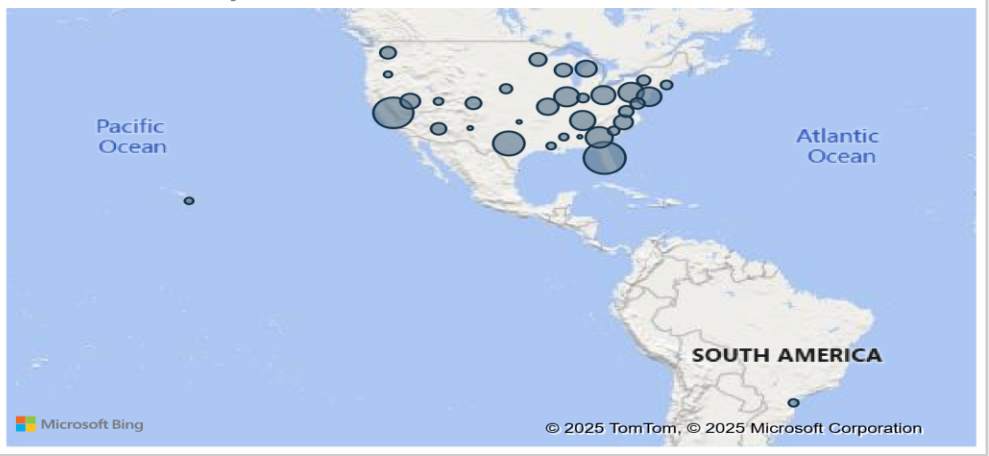 Pacific
Ocean
Atlantic
Ocean
SOUTH AMERICA
Microsoft Bing
© 2025 TomTom, © 2025 Microsoft Corporation